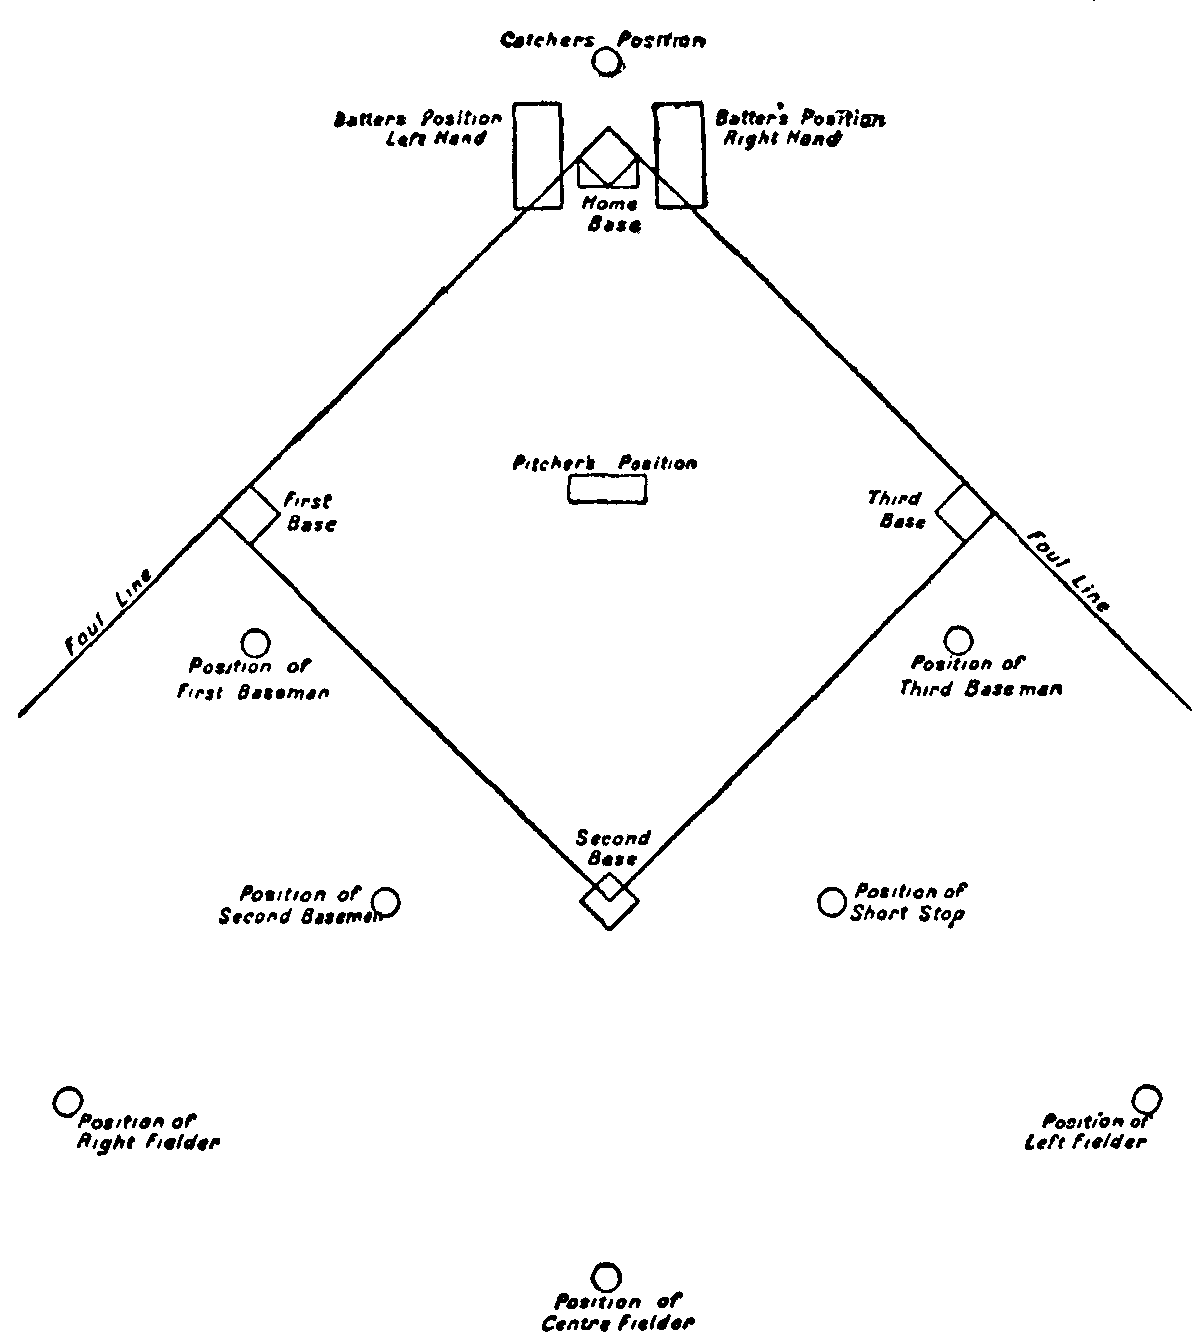 Catchers Position
Batters Position
Left Hand
Batter's Position
Right Hand
Home
Base
Pitcher's Position
First
Base
Third
Base
Foul Line
Foul Line
Position of
First Baseman
Position of
Third Baseman
Second
Base
Position of
Second Baseman
Position of
Short Stop
Position of
Right Fielder
Position of
Left Fielder
Position of
Centre Fielder